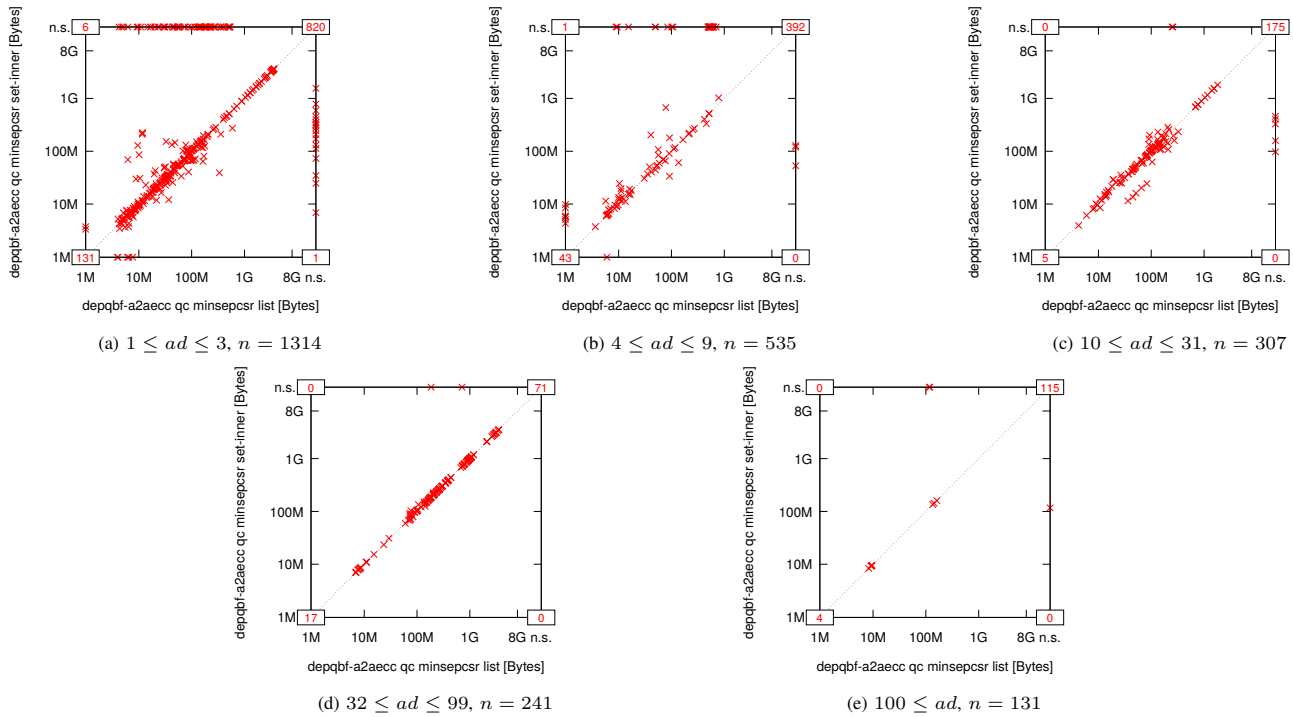 depqbf-a2aecc qc minsepcsr set-inner [Bytes]
n.s.
8G
1G
100M
10M
1M
6
820
131
1
1M 10M 100M 1G 8G n.s.
depqbf-a2aecc qc minsepcsr list [Bytes]
(a) 1 ≤ ad ≤ 3, n = 1314
depqbf-a2aecc qc minsepcsr set-inner [Bytes]
n.s.
8G
1G
100M
10M
1M
1
392
43
0
1M 10M 100M 1G 8G n.s.
depqbf-a2aecc qc minsepcsr list [Bytes]
(b) 4 ≤ ad ≤ 9, n = 535
depqbf-a2aecc qc minsepcsr set-inner [Bytes]
n.s.
8G
1G
100M
10M
1M
0
175
5
0
1M 10M 100M 1G 8G n.s.
depqbf-a2aecc qc minsepcsr list [Bytes]
(c) 10 ≤ ad ≤ 31, n = 307
depqbf-a2aecc qc minsepcsr set-inner [Bytes]
n.s.
8G
1G
100M
10M
1M
0
71
17
0
1M 10M 100M 1G 8G n.s.
depqbf-a2aecc qc minsepcsr list [Bytes]
(d) 32 ≤ ad ≤ 99, n = 241
depqbf-a2aecc qc minsepcsr set-inner [Bytes]
n.s.
8G
1G
100M
10M
1M
0
115
4
0
1M 10M 100M 1G 8G n.s.
depqbf-a2aecc qc minsepcsr list [Bytes]
(e) 100 ≤ ad, n = 131